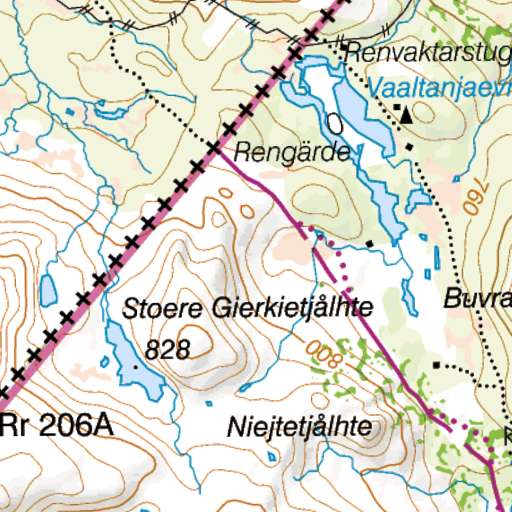 Renvaktarstug
Vaaltanjaevr
Rengärde
760
Buvra
Stoere Gierkietjålhte
828
800
Rr 206A
Niejtetjålhte